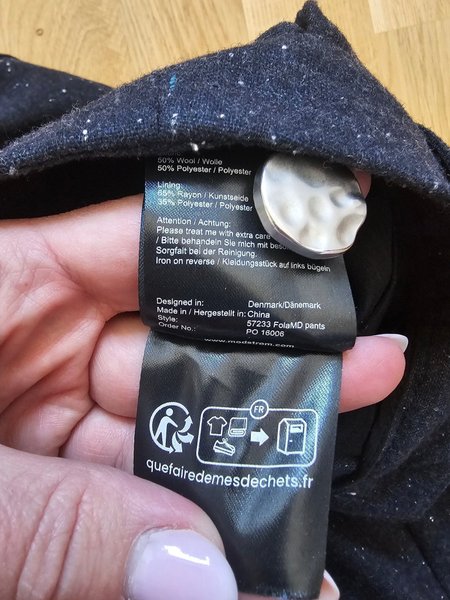 50% Wool / Wolle
50% Polyester / Polyester
Lining:
65% Rayon / Kunstseide
35% Polyester / Polyester
Attention / Achtung:
Please treat me with extra care
/ Bitte behandeln Sie mich mit
Sorgfalt bei der Reinigung.
Iron on reverse / Kleidungsstück auf links bügeln
Designed in: Denmark/Dänemark
Made in / Hergestellt in: China
Style: 57233 FolaMD pants
Order No.: PO 16006
www.modstrom.com
FR
quefairedemesdechets.fr